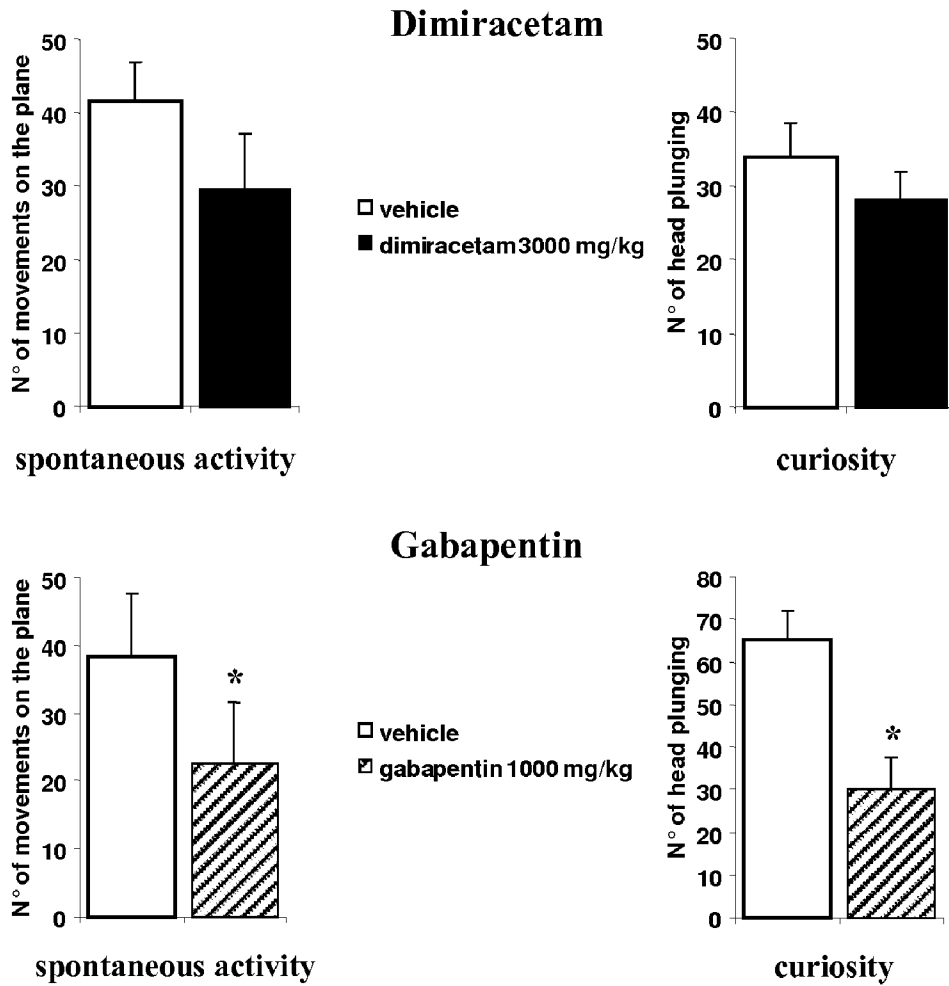 Dimiracetam
N° of movements on the plane
50
40
30
20
10
0
spontaneous activity
vehicle
dimiracetam 3000 mg/kg
N° of head plunging
50
40
30
20
10
0
curiosity
Gabapentin
N° of movements on the plane
50
40
30
20
10
0
*
spontaneous activity
vehicle
gabapentin 1000 mg/kg
N° of head plunging
80
70
60
50
40
30
20
10
0
*
curiosity